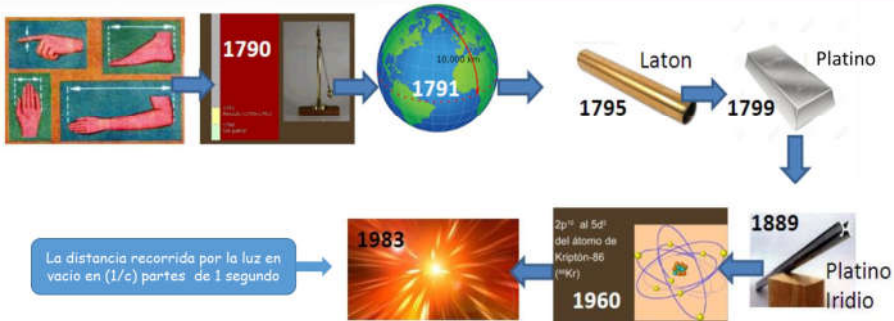 1790
10.000 km
1791
Laton
1795
Platino
1799
1889
Platino
Iridio
2p¹⁰ al 5d⁵
del átomo de
Kriptón-86
(⁸⁶Kr)
1960
1983
La distancia recorrida por la luz en
vacio en (1/c) partes de 1 segundo